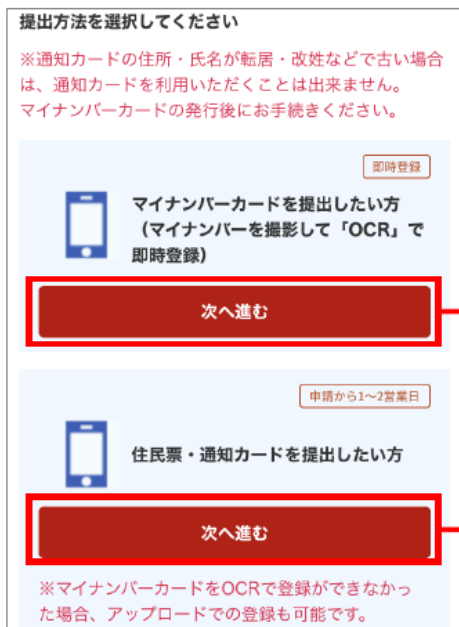 提出方法を選択してください
※通知カードの住所・氏名が転居・改姓などで古い場合
は、通知カードを利用いただくことは出来ません。
マイナンバーカードの発行後にお手続きください。
即時登録
マイナンバーカードを提出したい方
（マイナンバーを撮影して「OCR」で
即時登録）
次へ進む
申請から1〜2営業日
住民票・通知カードを提出したい方
次へ進む
※マイナンバーカードをOCRで登録ができなかっ
た場合、アップロードでの登録も可能です。